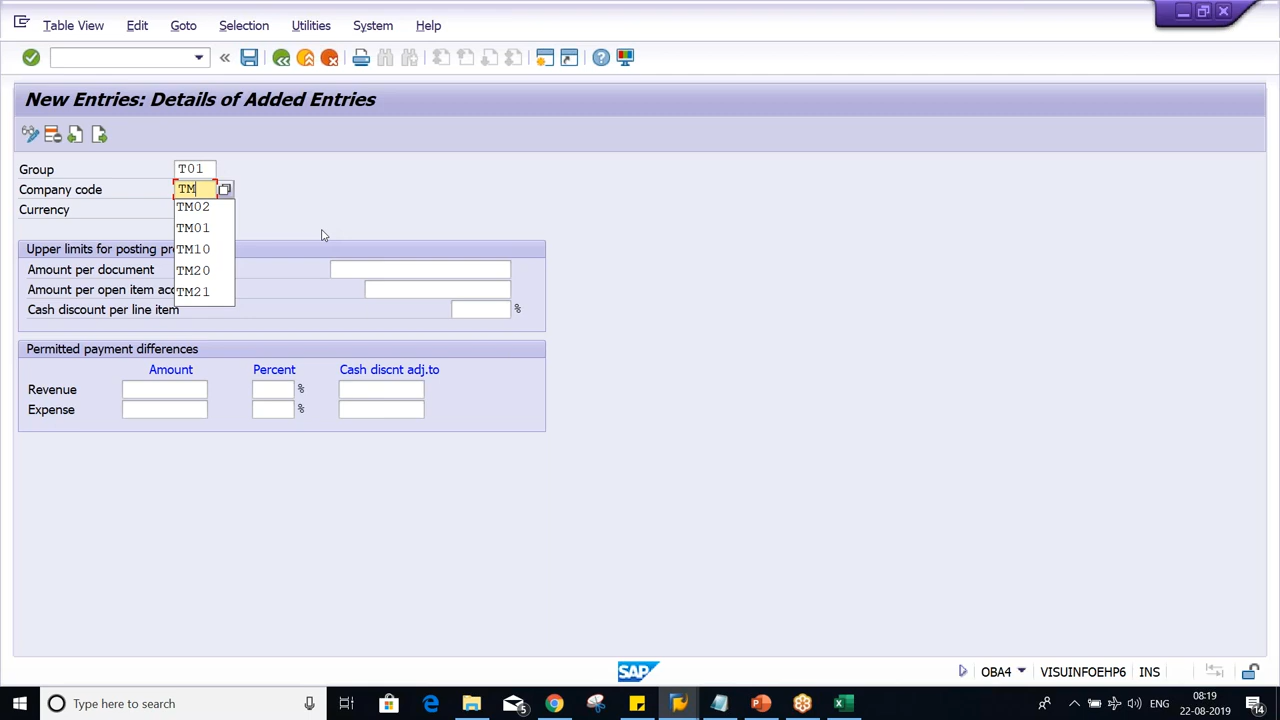 Table View Edit Goto Selection Utilities System Help
New Entries: Details of Added Entries
Group T01
Company code TM
Currency TM02
TM01
Upper limits for posting pr TM10
Amount per document TM20
Amount per open item acc TM21
Cash discount per line item %
Permitted payment differences
Amount Percent Cash discnt adj.to
Revenue %
Expense %
SAP OBA4 VISUINFOEHP6 INS
Type here to search 5 ENG 08:19
22-08-2019 14